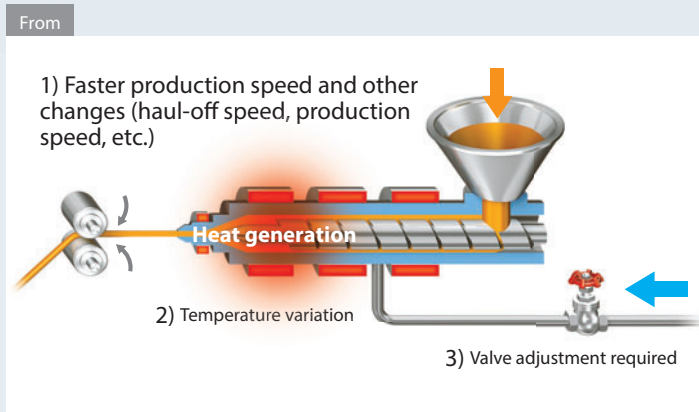 From
1) Faster production speed and other
changes (haul-off speed, production
speed, etc.)
Heat generation
2) Temperature variation
3) Valve adjustment required